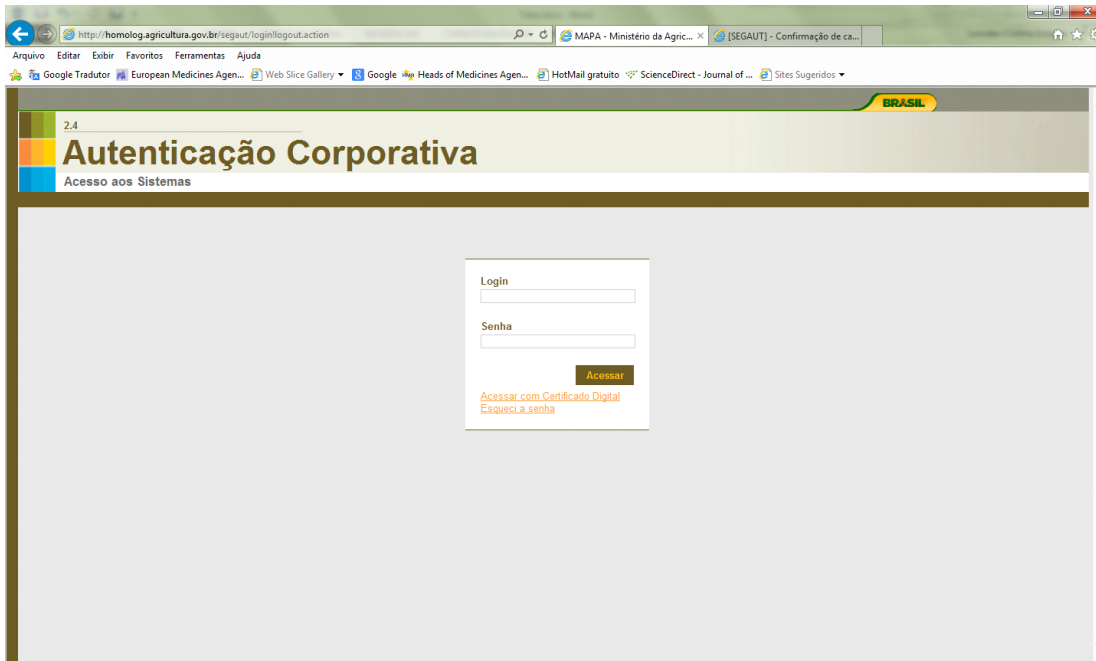 http://homolog.agricultura.gov.br/segaut/login!logout.action
MAPA - Ministério da Agric...
[SEGAUT] - Confirmação de ca...
Arquivo Editar Exibir Favoritos Ferramentas Ajuda
Google Tradutor European Medicines Agen... Web Slice Gallery Google Heads of Medicines Agen... HotMail gratuito ScienceDirect - Journal of ... Sites Sugeridos
BRASIL
2.4
Autenticação Corporativa
Acesso aos Sistemas
Login
Senha
Acessar
Acessar com Certificado Digital
Esqueci a senha